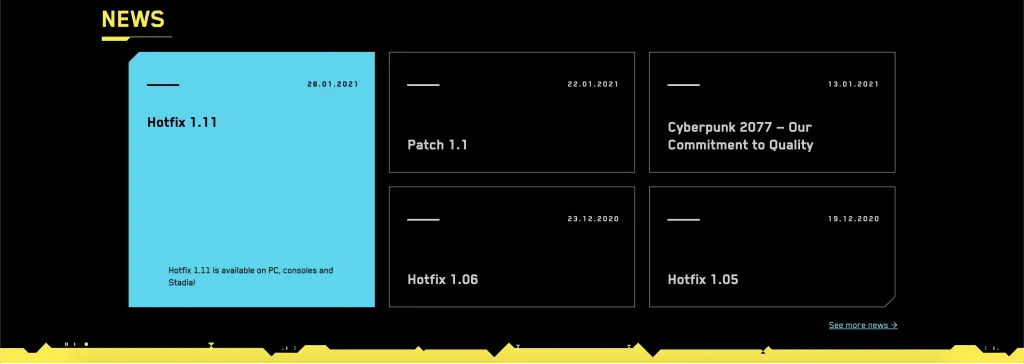 NEWS
28.01.2021
Hotfix 1.11
Hotfix 1.11 is available on PC, consoles and
Stadia!
22.01.2021
Patch 1.1
13.01.2021
Cyberpunk 2077 — Our
Commitment to Quality
23.12.2020
Hotfix 1.06
19.12.2020
Hotfix 1.05
See more news →